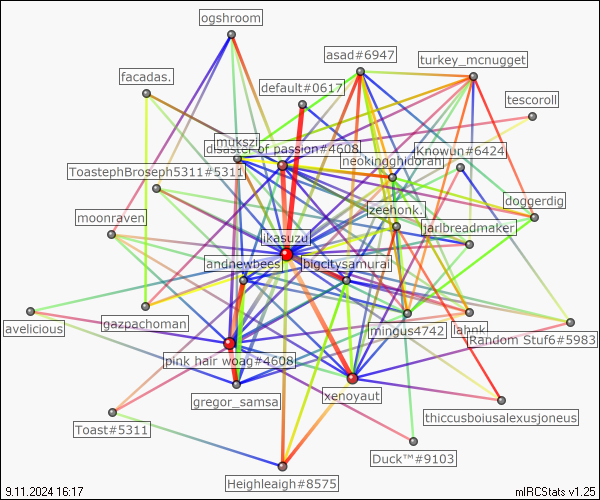 ogshroom
asad#6947
turkey_mcnugget
facadas.
default#0617
tescoroll
mukszi
disaster of passion#4608
Knowun#6424
neokingghidorah
ToastephBroseph5311#5311
doggerdig
zeehonk.
moonraven
jarlbreadmaker
ikasuzu
andnewbees
bigcitysamurai
avelicious
gazpachoman
mingus4742
lahnk
Random Stuf6#5983
pink hair woag#4608
gregor_samsa
xenoyaut
thiccusboiusalexusjoneus
Toast#5311
Duck™#9103
Heighleaigh#8575
9.11.2024 16:17
mIRCStats v1.25